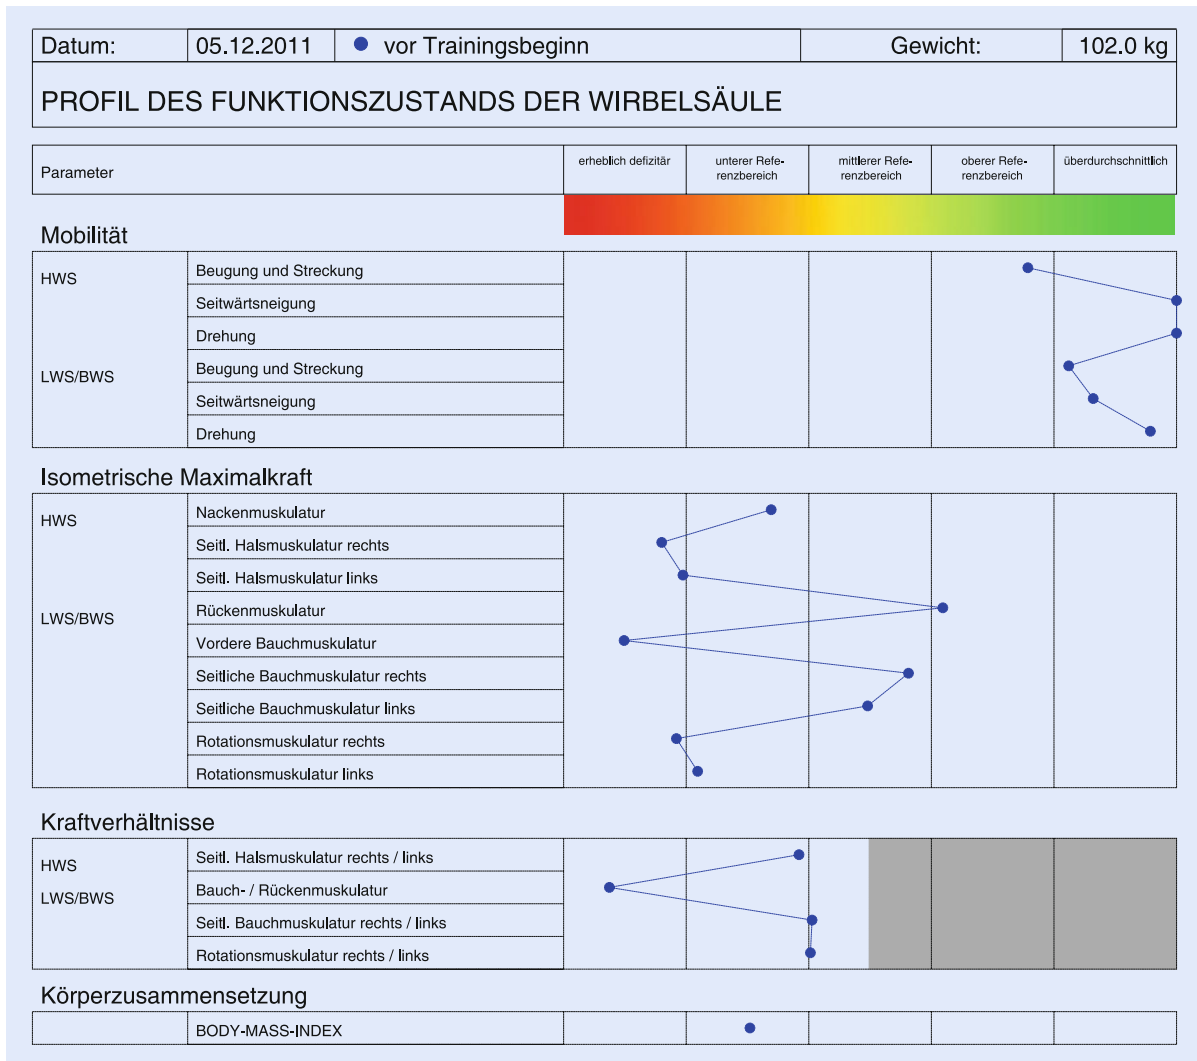 Datum: 05.12.2011 vor Trainingsbeginn Gewicht: 102.0 kg
PROFIL DES FUNKTIONSZUSTANDS DER WIRBELSÄULE
Parameter
erheblich defizitär
unterer Refe-
renzbereich
mittlerer Refe-
renzbereich
oberer Refe-
renzbereich
überdurchschnittlich
Mobilität
HWS
Beugung und Streckung
Seitwärtsneigung
Drehung
LWS/BWS
Beugung und Streckung
Seitwärtsneigung
Drehung
Isometrische Maximalkraft
HWS
Nackenmuskulatur
Seitl. Halsmuskulatur rechts
Seitl. Halsmuskulatur links
LWS/BWS
Rückenmuskulatur
Vordere Bauchmuskulatur
Seitliche Bauchmuskulatur rechts
Seitliche Bauchmuskulatur links
Rotationsmuskulatur rechts
Rotationsmuskulatur links
Kraftverhältnisse
HWS
Seitl. Halsmuskulatur rechts / links
LWS/BWS
Bauch- / Rückenmuskulatur
Seitl. Bauchmuskulatur rechts / links
Rotationsmuskulatur rechts / links
Körperzusammensetzung
BODY-MASS-INDEX